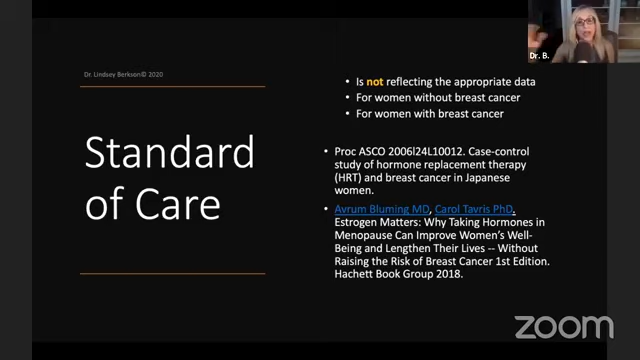 Dr. B.
Dr. Lindsey Berkson© 2020
Standard
of Care
• Is not reflecting the appropriate data
• For women without breast cancer
• For women with breast cancer
• Proc ASCO 2006l24L10012. Case-control
study of hormone replacement therapy
(HRT) and breast cancer in Japanese
women.
• Avrum Bluming MD, Carol Tavris PhD.
Estrogen Matters: Why Taking Hormones in
Menopause Can Improve Women's Well-
Being and Lengthen Their Lives -- Without
Raising the Risk of Breast Cancer 1st Edition.
Hachett Book Group 2018.
zoom